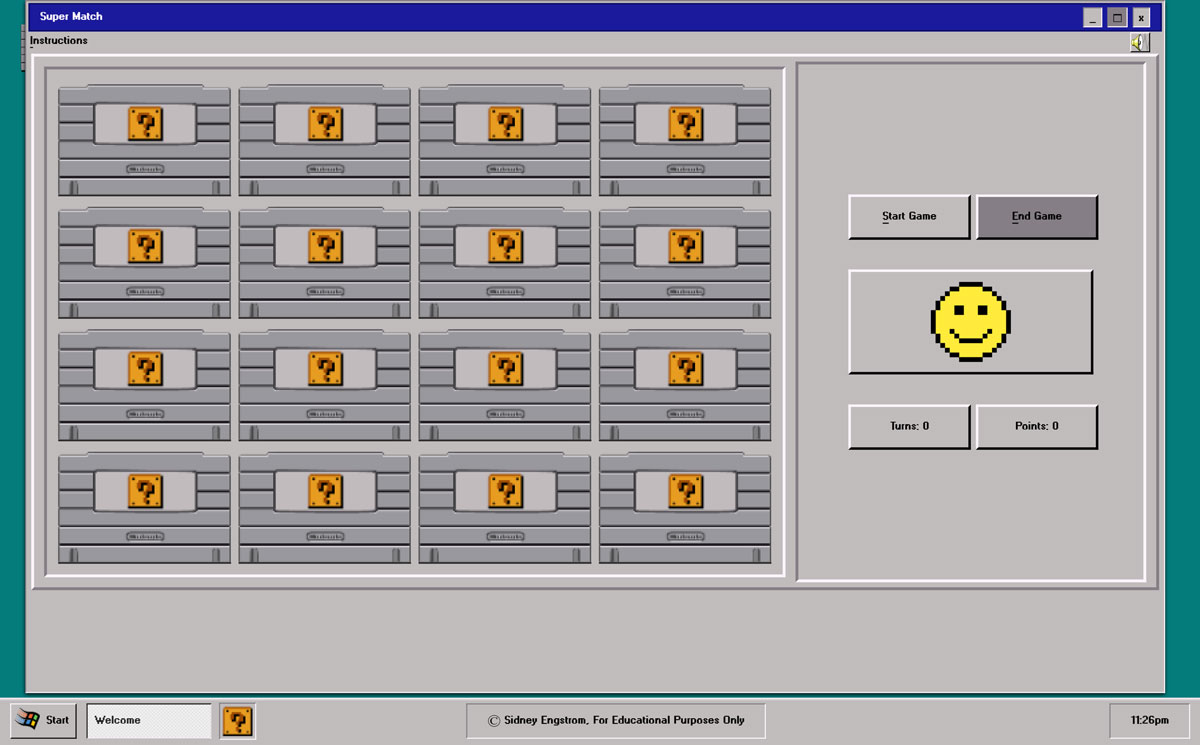 Super Match
Instructions
Start Game
End Game
Turns: 0
Points: 0
Start
Welcome
© Sidney Engstrom, For Educational Purposes Only
11:26pm